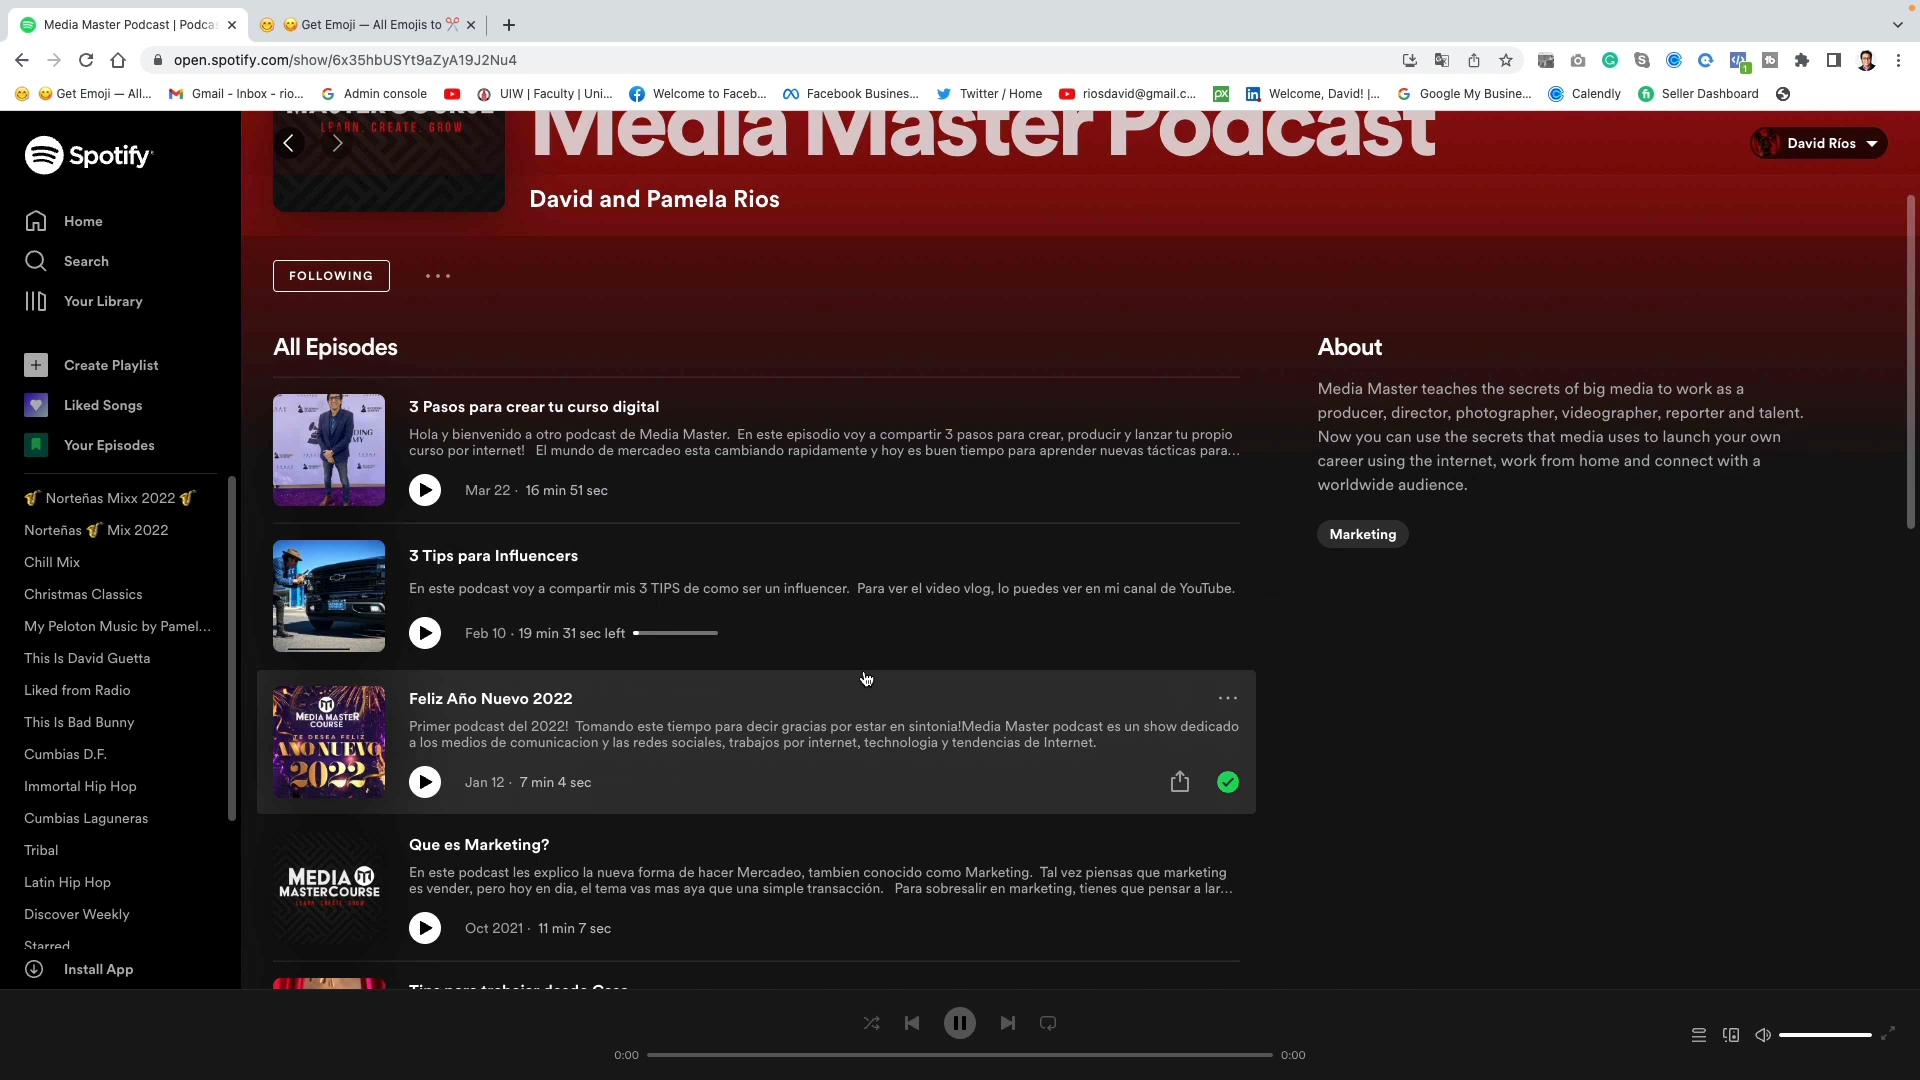 Media Master Podcast | Podca
😋 Get Emoji — All Emojis to ✂️
open.spotify.com/show/6x35hbUSYt9aZyA19J2Nu4
1
😋 Get Emoji — All...
Gmail - Inbox - rio...
Admin console
UIW | Faculty | Uni...
Welcome to Faceb...
Facebook Business...
Twitter / Home
riosdavid@gmail.c...
Welcome, David! |...
Google My Busine...
Calendly
Seller Dashboard
Spotify
Home
Search
Your Library
Create Playlist
Liked Songs
Your Episodes
🎷 Norteñas Mixx 2022 🎷
Norteñas 🎷 Mix 2022
Chill Mix
Christmas Classics
My Peloton Music by Pamel...
This Is David Guetta
Liked from Radio
This Is Bad Bunny
Cumbias D.F.
Immortal Hip Hop
Cumbias Laguneras
Tribal
Latin Hip Hop
Discover Weekly
Starred
Install App
MASTERCOURSE
LEARN. CREATE. GROW
Media Master Podcast
David Ríos
David and Pamela Rios
FOLLOWING
All Episodes
3 Pasos para crear tu curso digital
Hola y bienvenido a otro podcast de Media Master. En este episodio voy a compartir 3 pasos para crear, producir y lanzar tu propio
curso por internet! El mundo de mercadeo esta cambiando rapidamente y hoy es buen tiempo para aprender nuevas tácticas para...
Mar 22 · 16 min 51 sec
3 Tips para Influencers
En este podcast voy a compartir mis 3 TIPS de como ser un influencer. Para ver el video vlog, lo puedes ver en mi canal de YouTube.
Feb 10 · 19 min 31 sec left
MEDIA MASTER
COURSE
TE DESEA FELIZ
AÑO NUEVO
2022
Feliz Año Nuevo 2022
Primer podcast del 2022! Tomando este tiempo para decir gracias por estar en sintonia!Media Master podcast es un show dedicado
a los medios de comunicacion y las redes sociales, trabajos por internet, technologia y tendencias de Internet.
Jan 12 · 7 min 4 sec
MEDIA
MASTERCOURSE
LEARN. CREATE. GROW
Que es Marketing?
En este podcast les explico la nueva forma de hacer Mercadeo, tambien conocido como Marketing. Tal vez piensas que marketing
es vender, pero hoy en dia, el tema vas mas aya que una simple transacción. Para sobresalir en marketing, tienes que pensar a lar...
Oct 2021 · 11 min 7 sec
Tips para trabajar desde Casa
About
Media Master teaches the secrets of big media to work as a
producer, director, photographer, videographer, reporter and talent.
Now you can use the secrets that media uses to launch your own
career using the internet, work from home and connect with a
worldwide audience.
Marketing
0:00
0:00